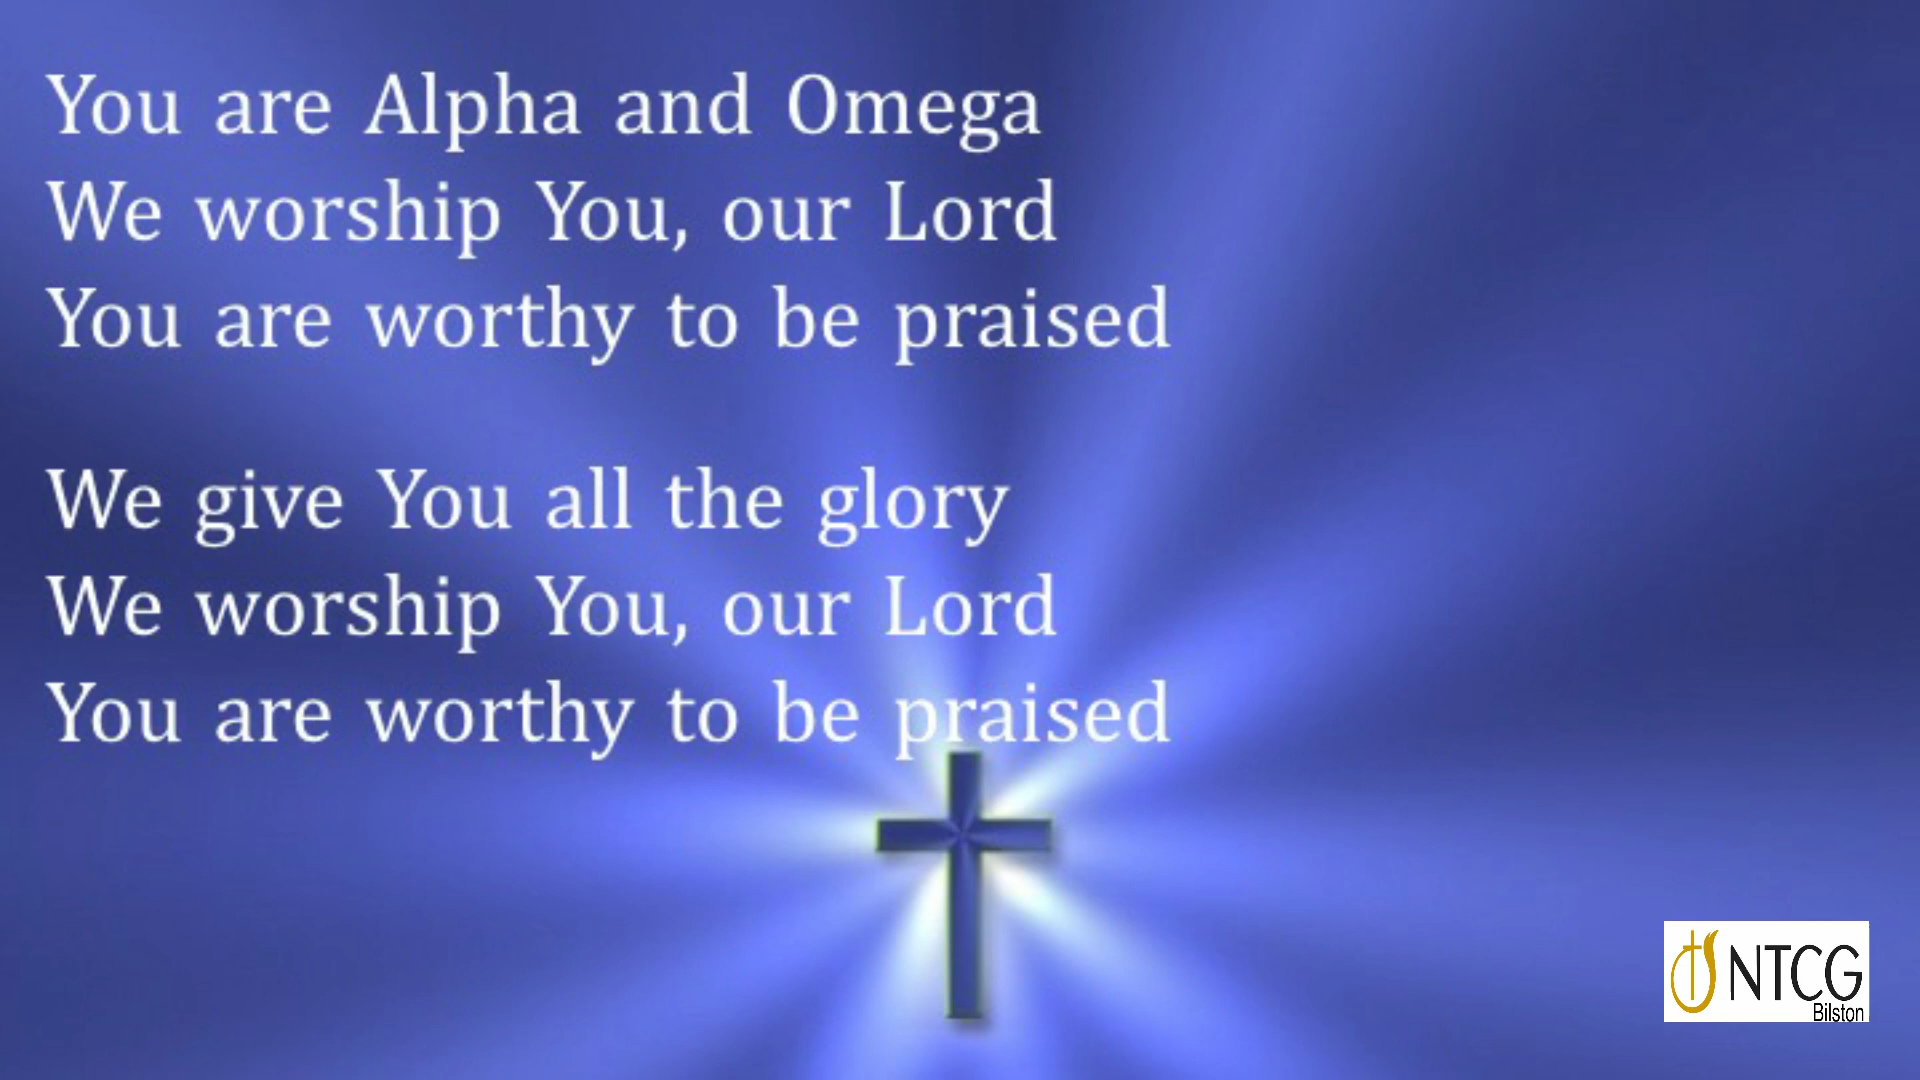 You are Alpha and Omega
We worship You, our Lord
You are worthy to be praised
We give You all the glory
We worship You, our Lord
You are worthy to be praised
NTCG
Bilston